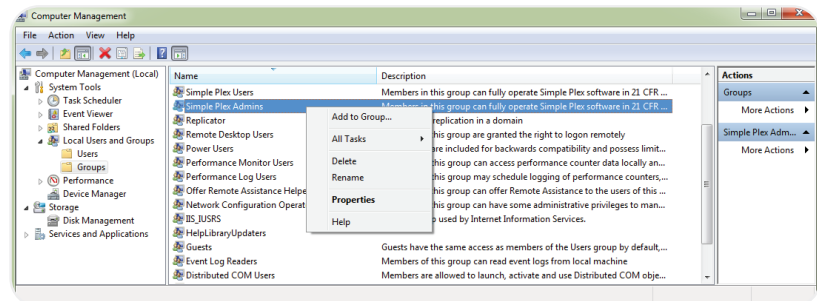 Computer Management
File Action View Help
Computer Management (Local)
System Tools
Task Scheduler
Event Viewer
Shared Folders
Local Users and Groups
Users
Groups
Performance
Device Manager
Storage
Disk Management
Services and Applications
Name Description
Simple Plex Users Members in this group can fully operate Simple Plex software in 21 CFR ...
Simple Plex Admins Members in this group can fully operate Simple Plex software in 21 CFR ...
Replicator replication in a domain
Remote Desktop Users his group are granted the right to logon remotely
Power Users are included for backwards compatibility and possess limit...
Performance Monitor Users his group can access performance counter data locally an...
Performance Log Users his group may schedule logging of performance counters,...
Offer Remote Assistance Helpe his group can offer Remote Assistance to the users of this ...
Network Configuration Operat his group can have some administrative privileges to man...
IIS_IUSRS used by Internet Information Services.
HelpLibraryUpdaters
Guests Guests have the same access as members of the Users group by default,...
Event Log Readers Members of this group can read event logs from local machine
Distributed COM Users Members are allowed to launch, activate and use Distributed COM obje...
Add to Group...
All Tasks
Delete
Rename
Properties
Help
Actions
Groups
More Actions
Simple Plex Adm...
More Actions